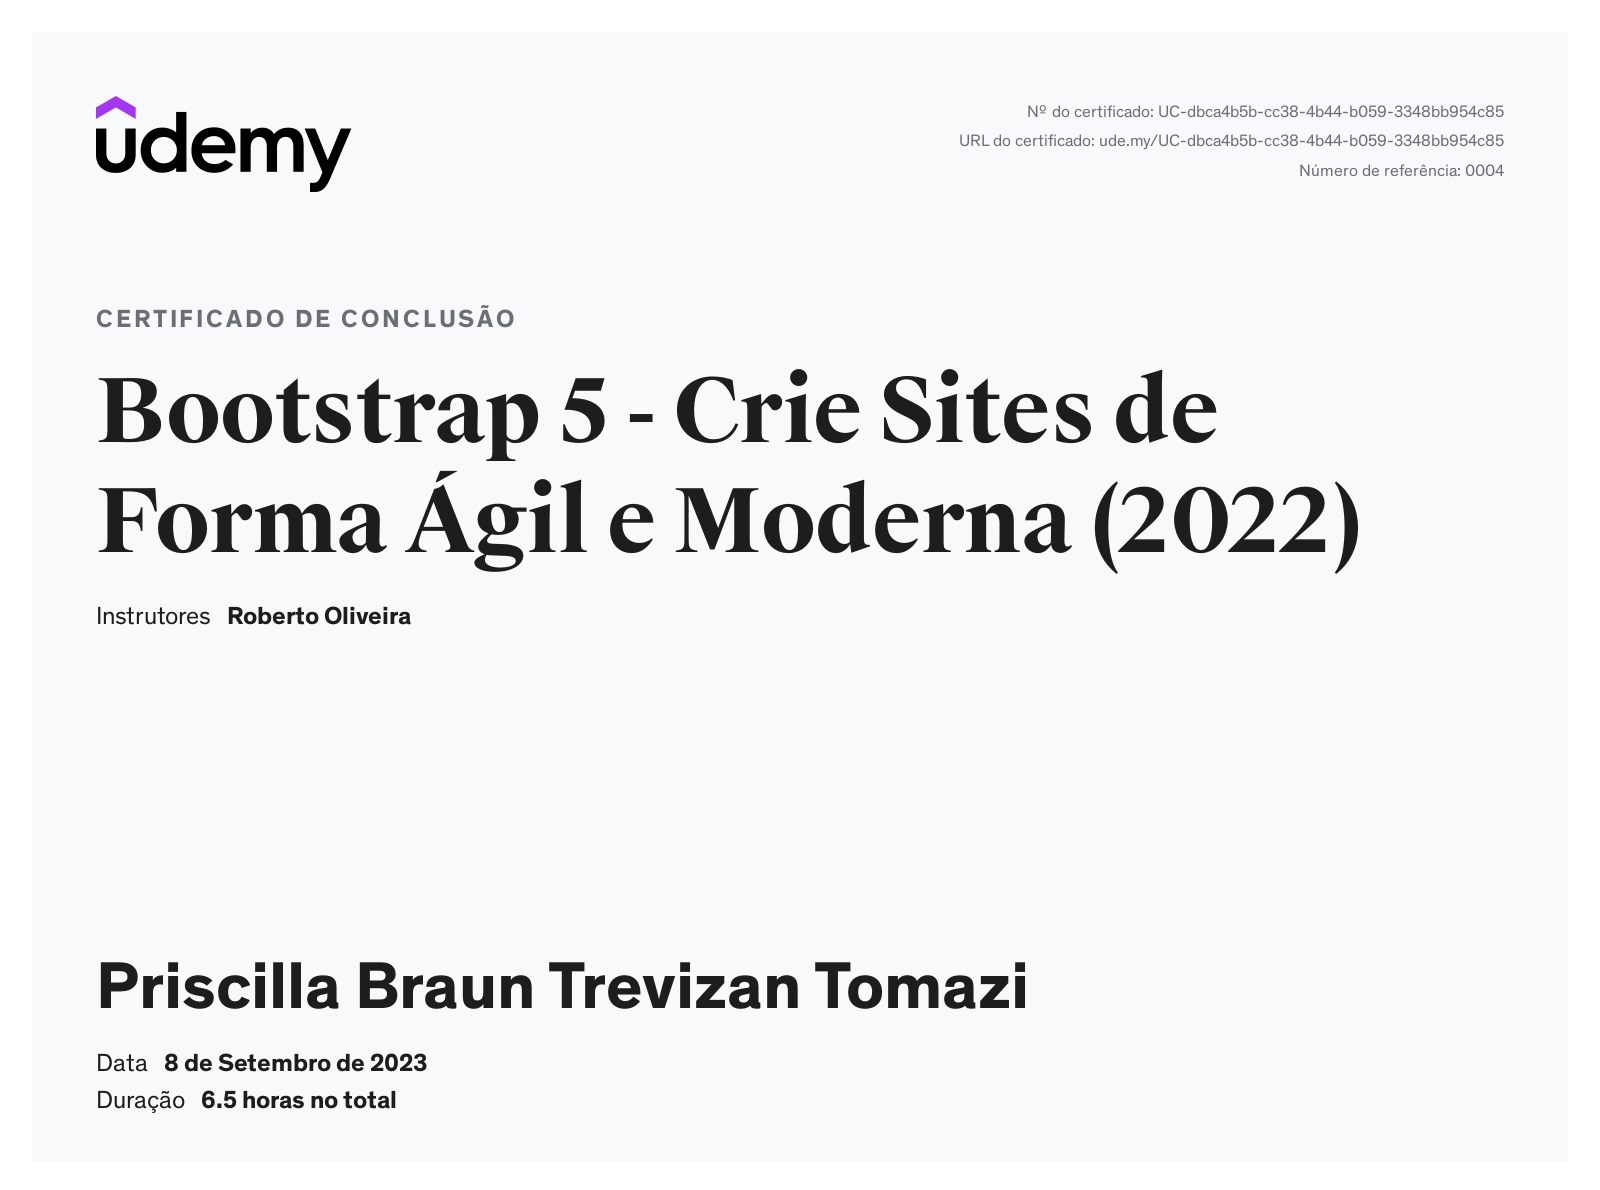 udemy
Nº do certificado: UC-dbca4b5b-cc38-4b44-b059-3348bb954c85
URL do certificado: ude.my/UC-dbca4b5b-cc38-4b44-b059-3348bb954c85
Número de referência: 0004
CERTIFICADO DE CONCLUSÃO
Bootstrap 5 - Crie Sites de
Forma Ágil e Moderna (2022)
Instrutores Roberto Oliveira
Priscilla Braun Trevizan Tomazi
Data 8 de Setembro de 2023
Duração 6.5 horas no total